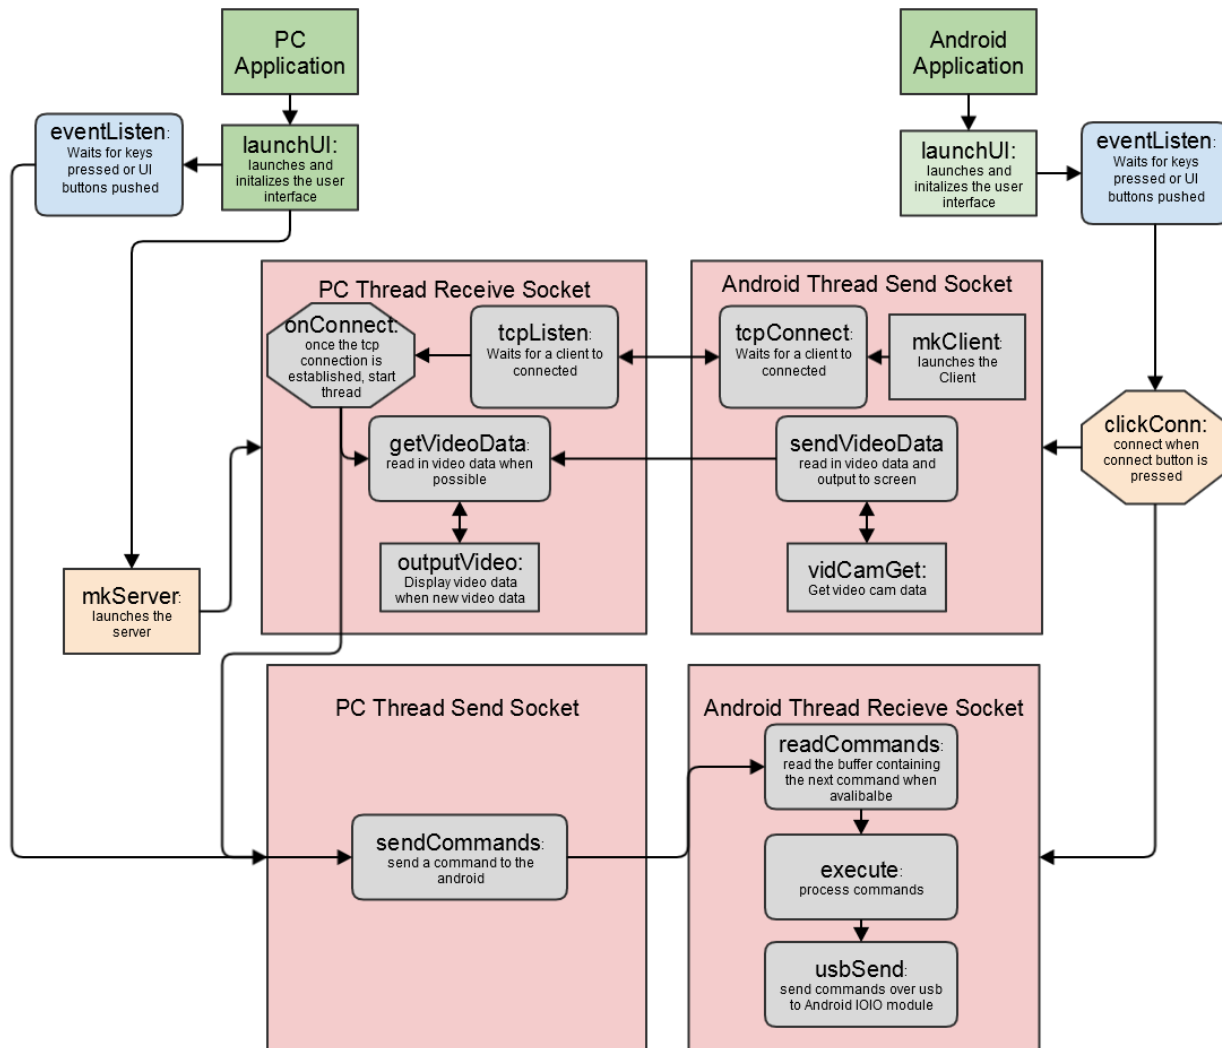 PC
Application
Android
Application
eventListen:
Waits for keys
pressed or UI
buttons pushed
launchUI:
launches and
initalizes the user
interface
launchUI:
launches and
initalizes the user
interface
eventListen:
Waits for keys
pressed or UI
buttons pushed
PC Thread Receive Socket
onConnect:
once the tcp
connection is
established, start
thread
tcpListen:
Waits for a client to
connected
getVideoData:
read in video data when
possible
outputVideo:
Display video data
when new video data
Android Thread Send Socket
tcpConnect:
Waits for a client to
connected
mkClient:
launches the
Client
sendVideoData
read in video data and
output to screen
vidCamGet:
Get video cam data
clickConn:
connect when
connect button is
pressed
mkServer:
launches the
server
PC Thread Send Socket
sendCommands:
send a command to the
android
Android Thread Recieve Socket
readCommands:
read the buffer containing
the next command when
avalibalbe
execute:
process commands
usbSend:
send commands over usb
to Android IOIO module